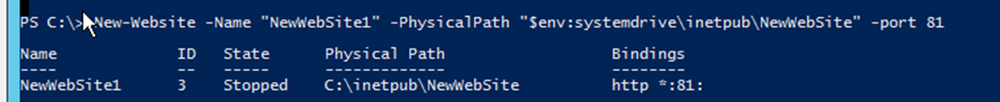 PS C:\> New-Website -Name "NewWebSite1" -PhysicalPath "$env:systemdrive\inetpub\NewWebSite" -port 81
Name ID State Physical Path Bindings
---- -- ----- ------------- --------
NewWebSite1 3 Stopped C:\inetpub\NewWebSite http *:81: